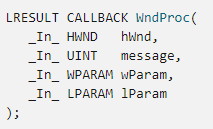 LRESULT CALLBACK WndProc(
_In_ HWND hWnd,
_In_ UINT message,
_In_ WPARAM wParam,
_In_ LPARAM lParam
);